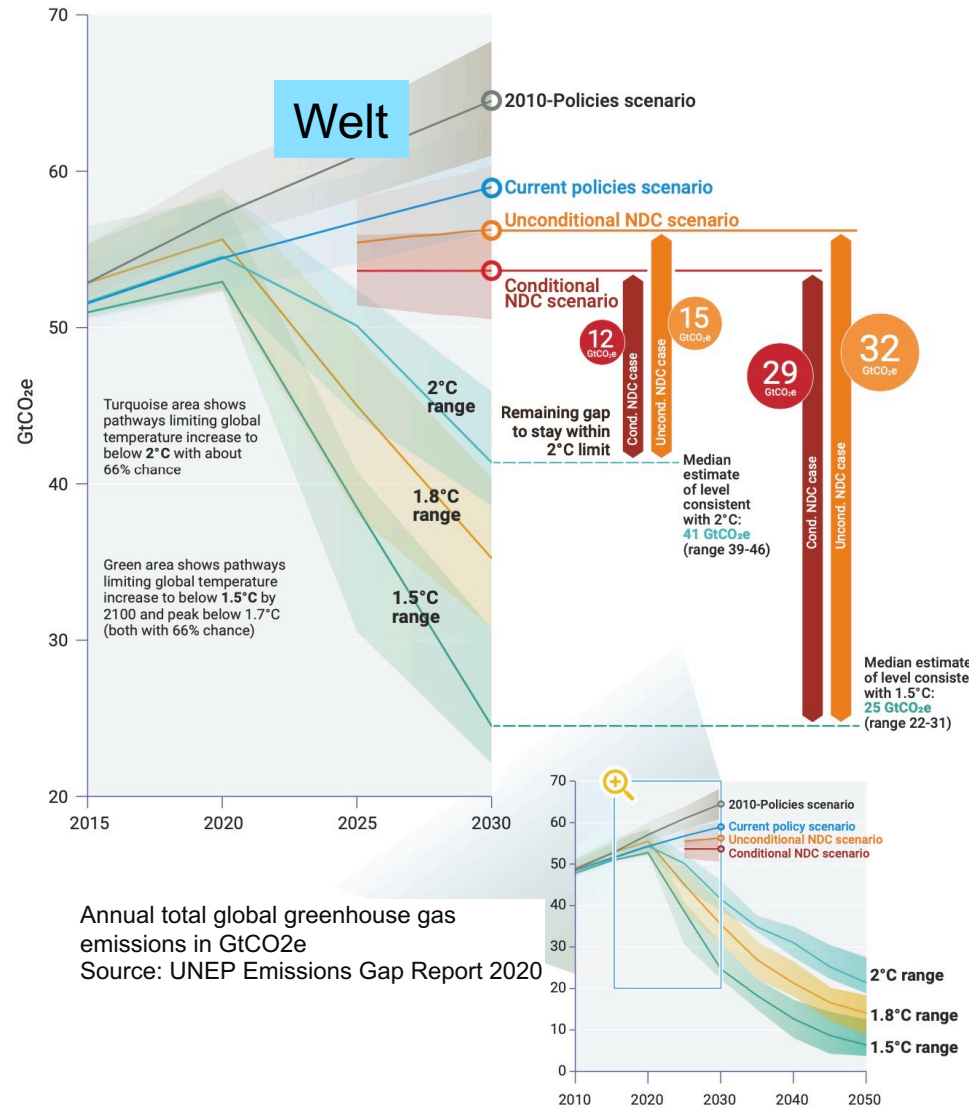 70
60
50
40
30
20
GtCO₂e
2015
2020
2025
2030
Welt
2010-Policies scenario
Current policies scenario
Unconditional NDC scenario
Conditional
NDC scenario
2°C
range
1.8°C
range
1.5°C
range
Turquoise area shows
pathways limiting global
temperature increase to
below 2°C with about
66% chance
Green area shows pathways
limiting global temperature
increase to below 1.5°C by
2100 and peak below 1.7°C
(both with 66% chance)
12
GtCO₂e
15
GtCO₂e
29
GtCO₂e
32
GtCO₂e
Cond. NDC case
Uncond. NDC case
Cond. NDC case
Uncond. NDC case
Remaining gap
to stay within
2°C limit
Median
estimate
of level
consistent
with 2°C:
41 GtCO₂e
(range 39-46)
Median estimate
of level consiste
with 1.5°C:
25 GtCO₂e
(range 22-31)
70
60
50
40
30
20
10
0
2010
2020
2030
2040
2050
2010-Policies scenario
Current policy scenario
Unconditional NDC scenario
Conditional NDC scenario
2°C range
1.8°C range
1.5°C range
Annual total global greenhouse gas
emissions in GtCO2e
Source: UNEP Emissions Gap Report 2020